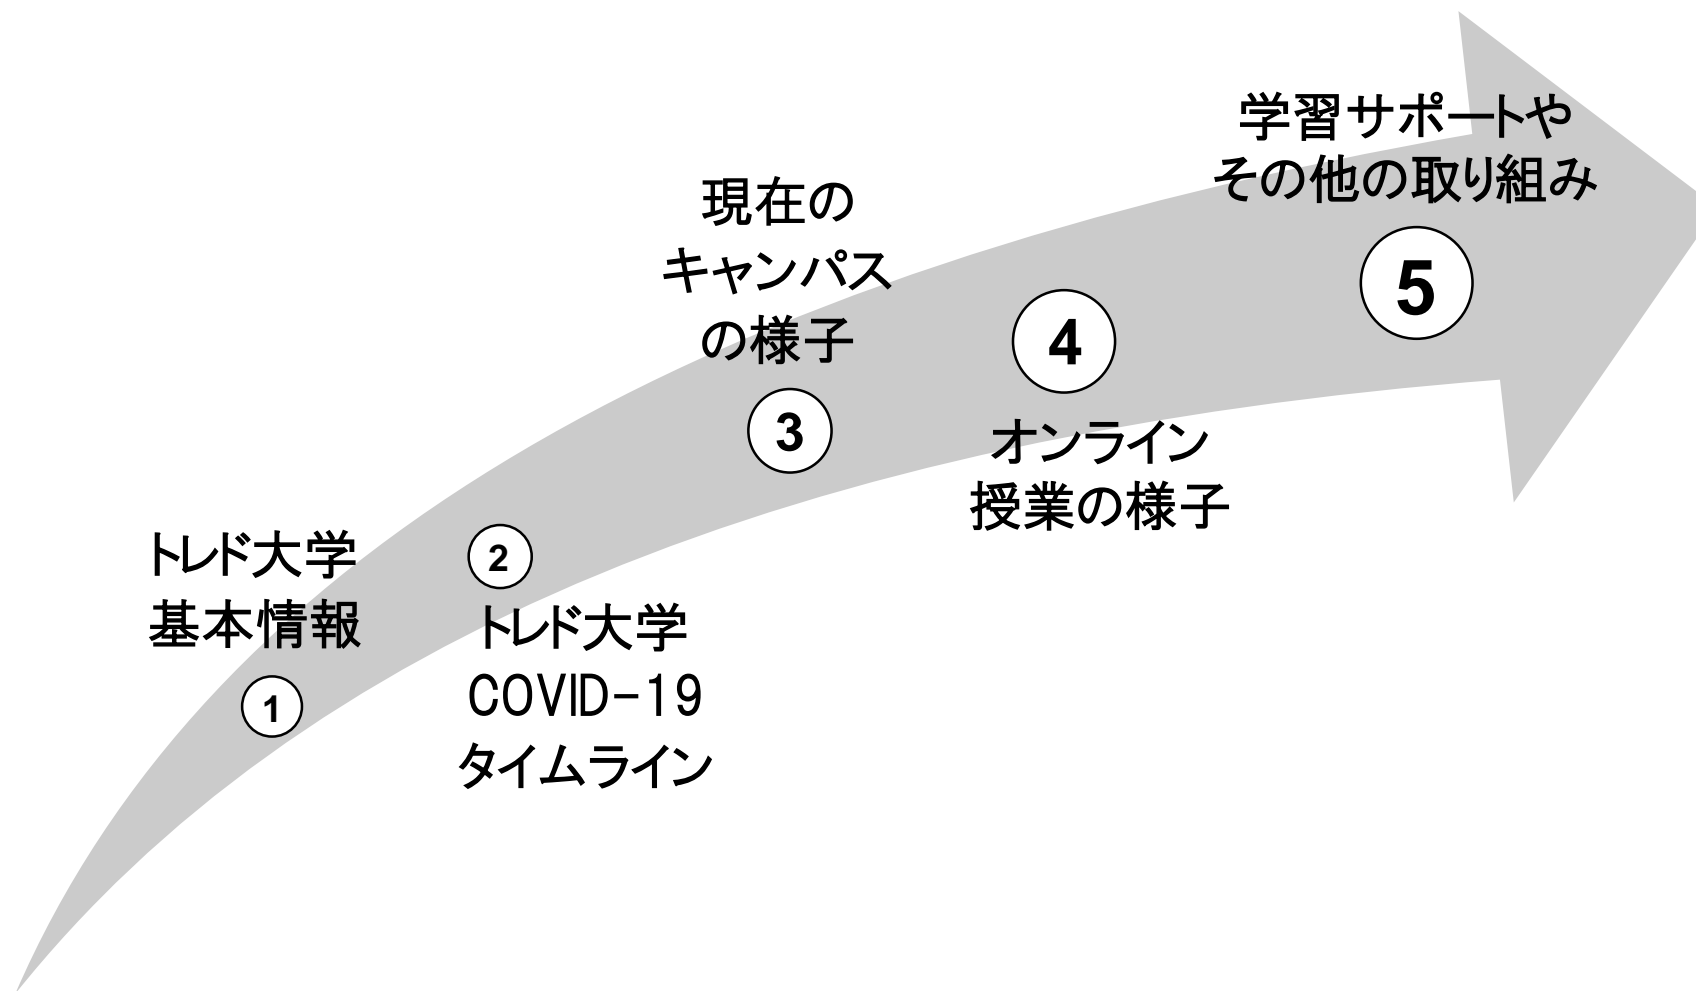 トレド大学
基本情報
1
2
トレド大学
COVID-19
タイムライン
現在の
キャンパス
の様子
3
4
オンライン
授業の様子
学習サポートや
その他の取り組み
5